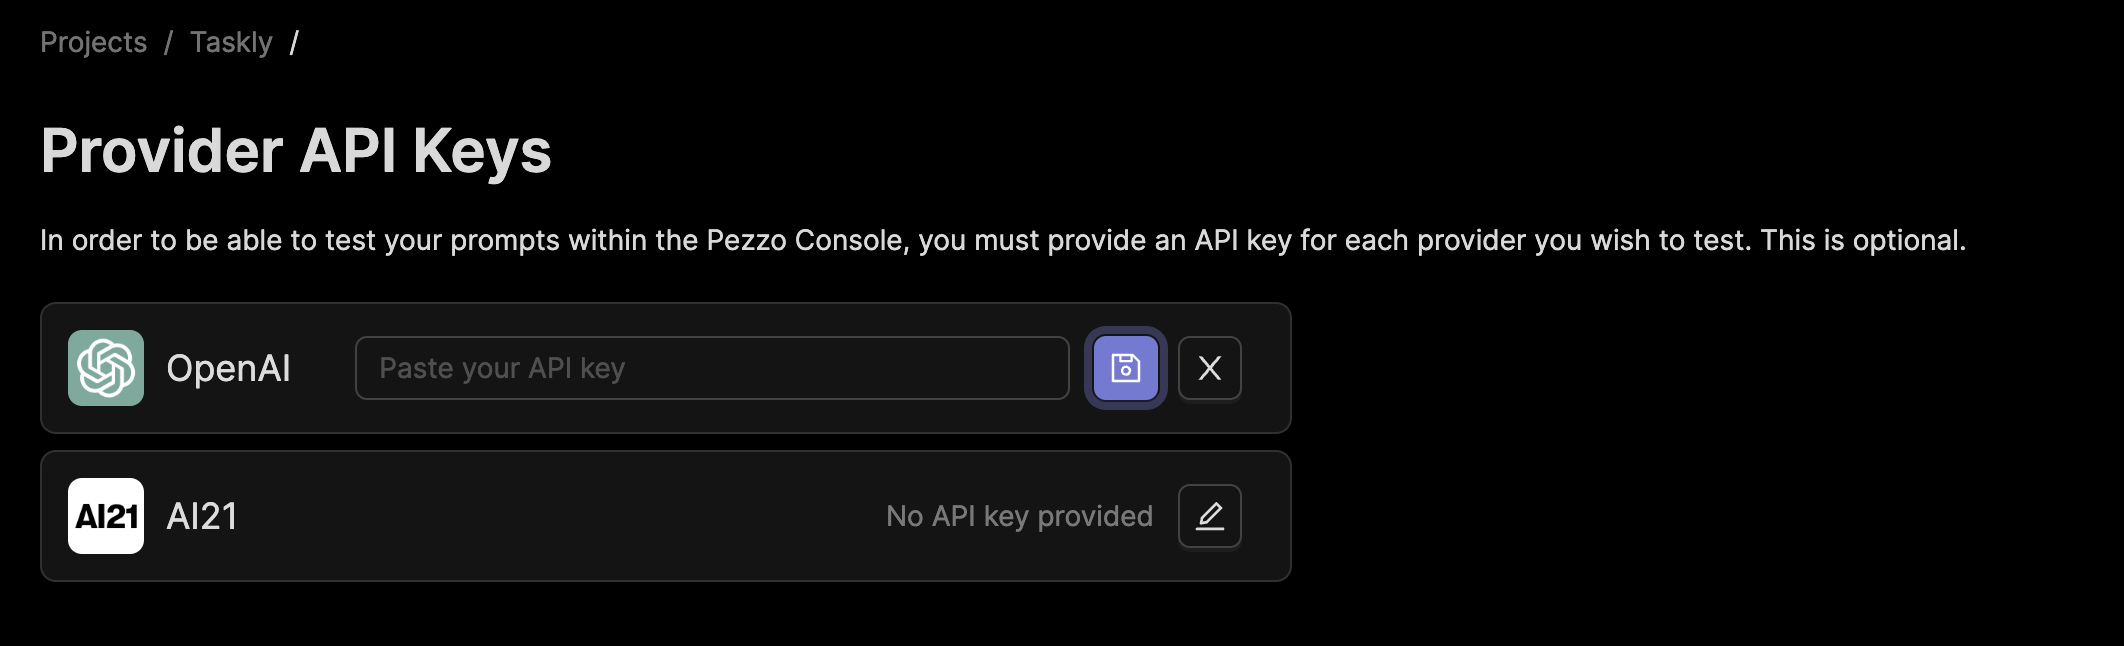 Projects / Taskly /
Provider API Keys
In order to be able to test your prompts within the Pezzo Console, you must provide an API key for each provider you wish to test. This is optional.
OpenAI Paste your API key
AI21 AI21 No API key provided